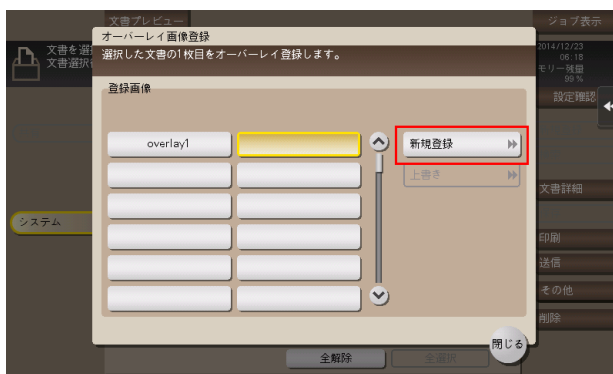 文書プレビュー
ジョブ表示
オーバーレイ画像登録
選択した文書の1枚目をオーバーレイ登録します。
文書を選
文書選択
2014/12/23
06:18
モリー残量
99 %
設定確認
登録画像
overlay1
新規登録
上書き
文書詳細
システム
印刷
送信
その他
削除
閉じる
全解除
全選択